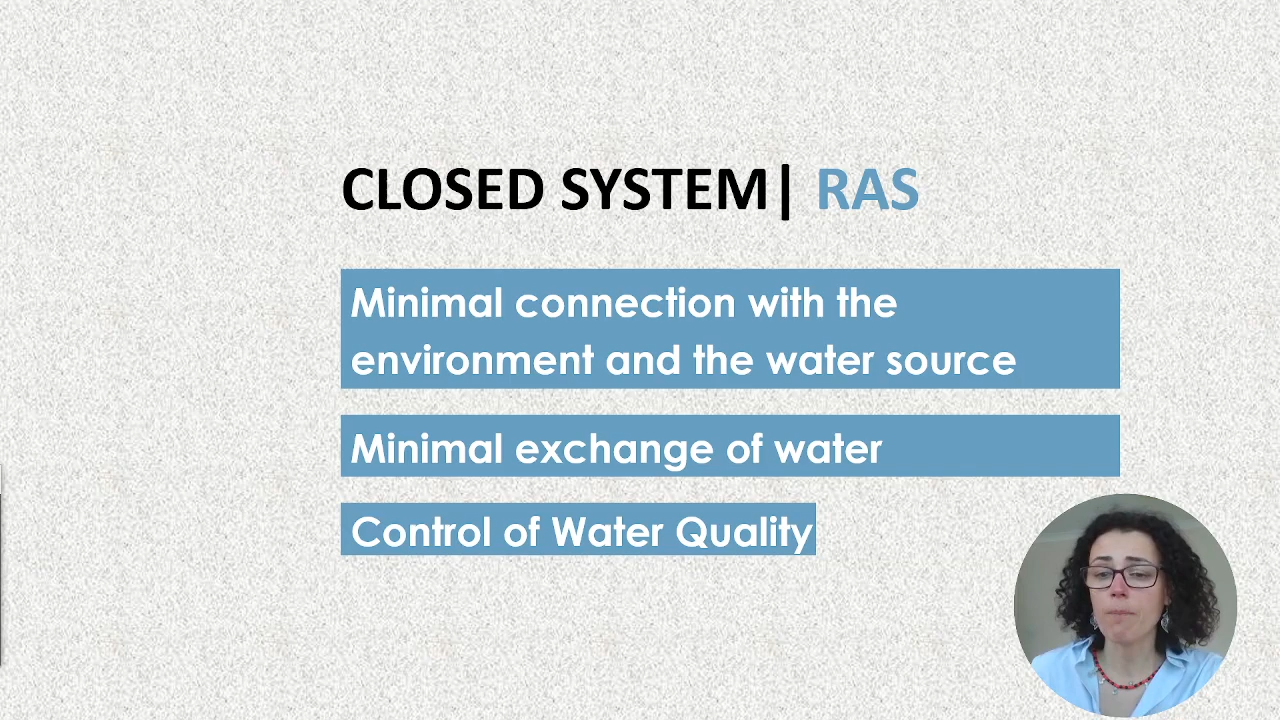 CLOSED SYSTEM| RAS
Minimal connection with the
environment and the water source
Minimal exchange of water
Control of Water Quality